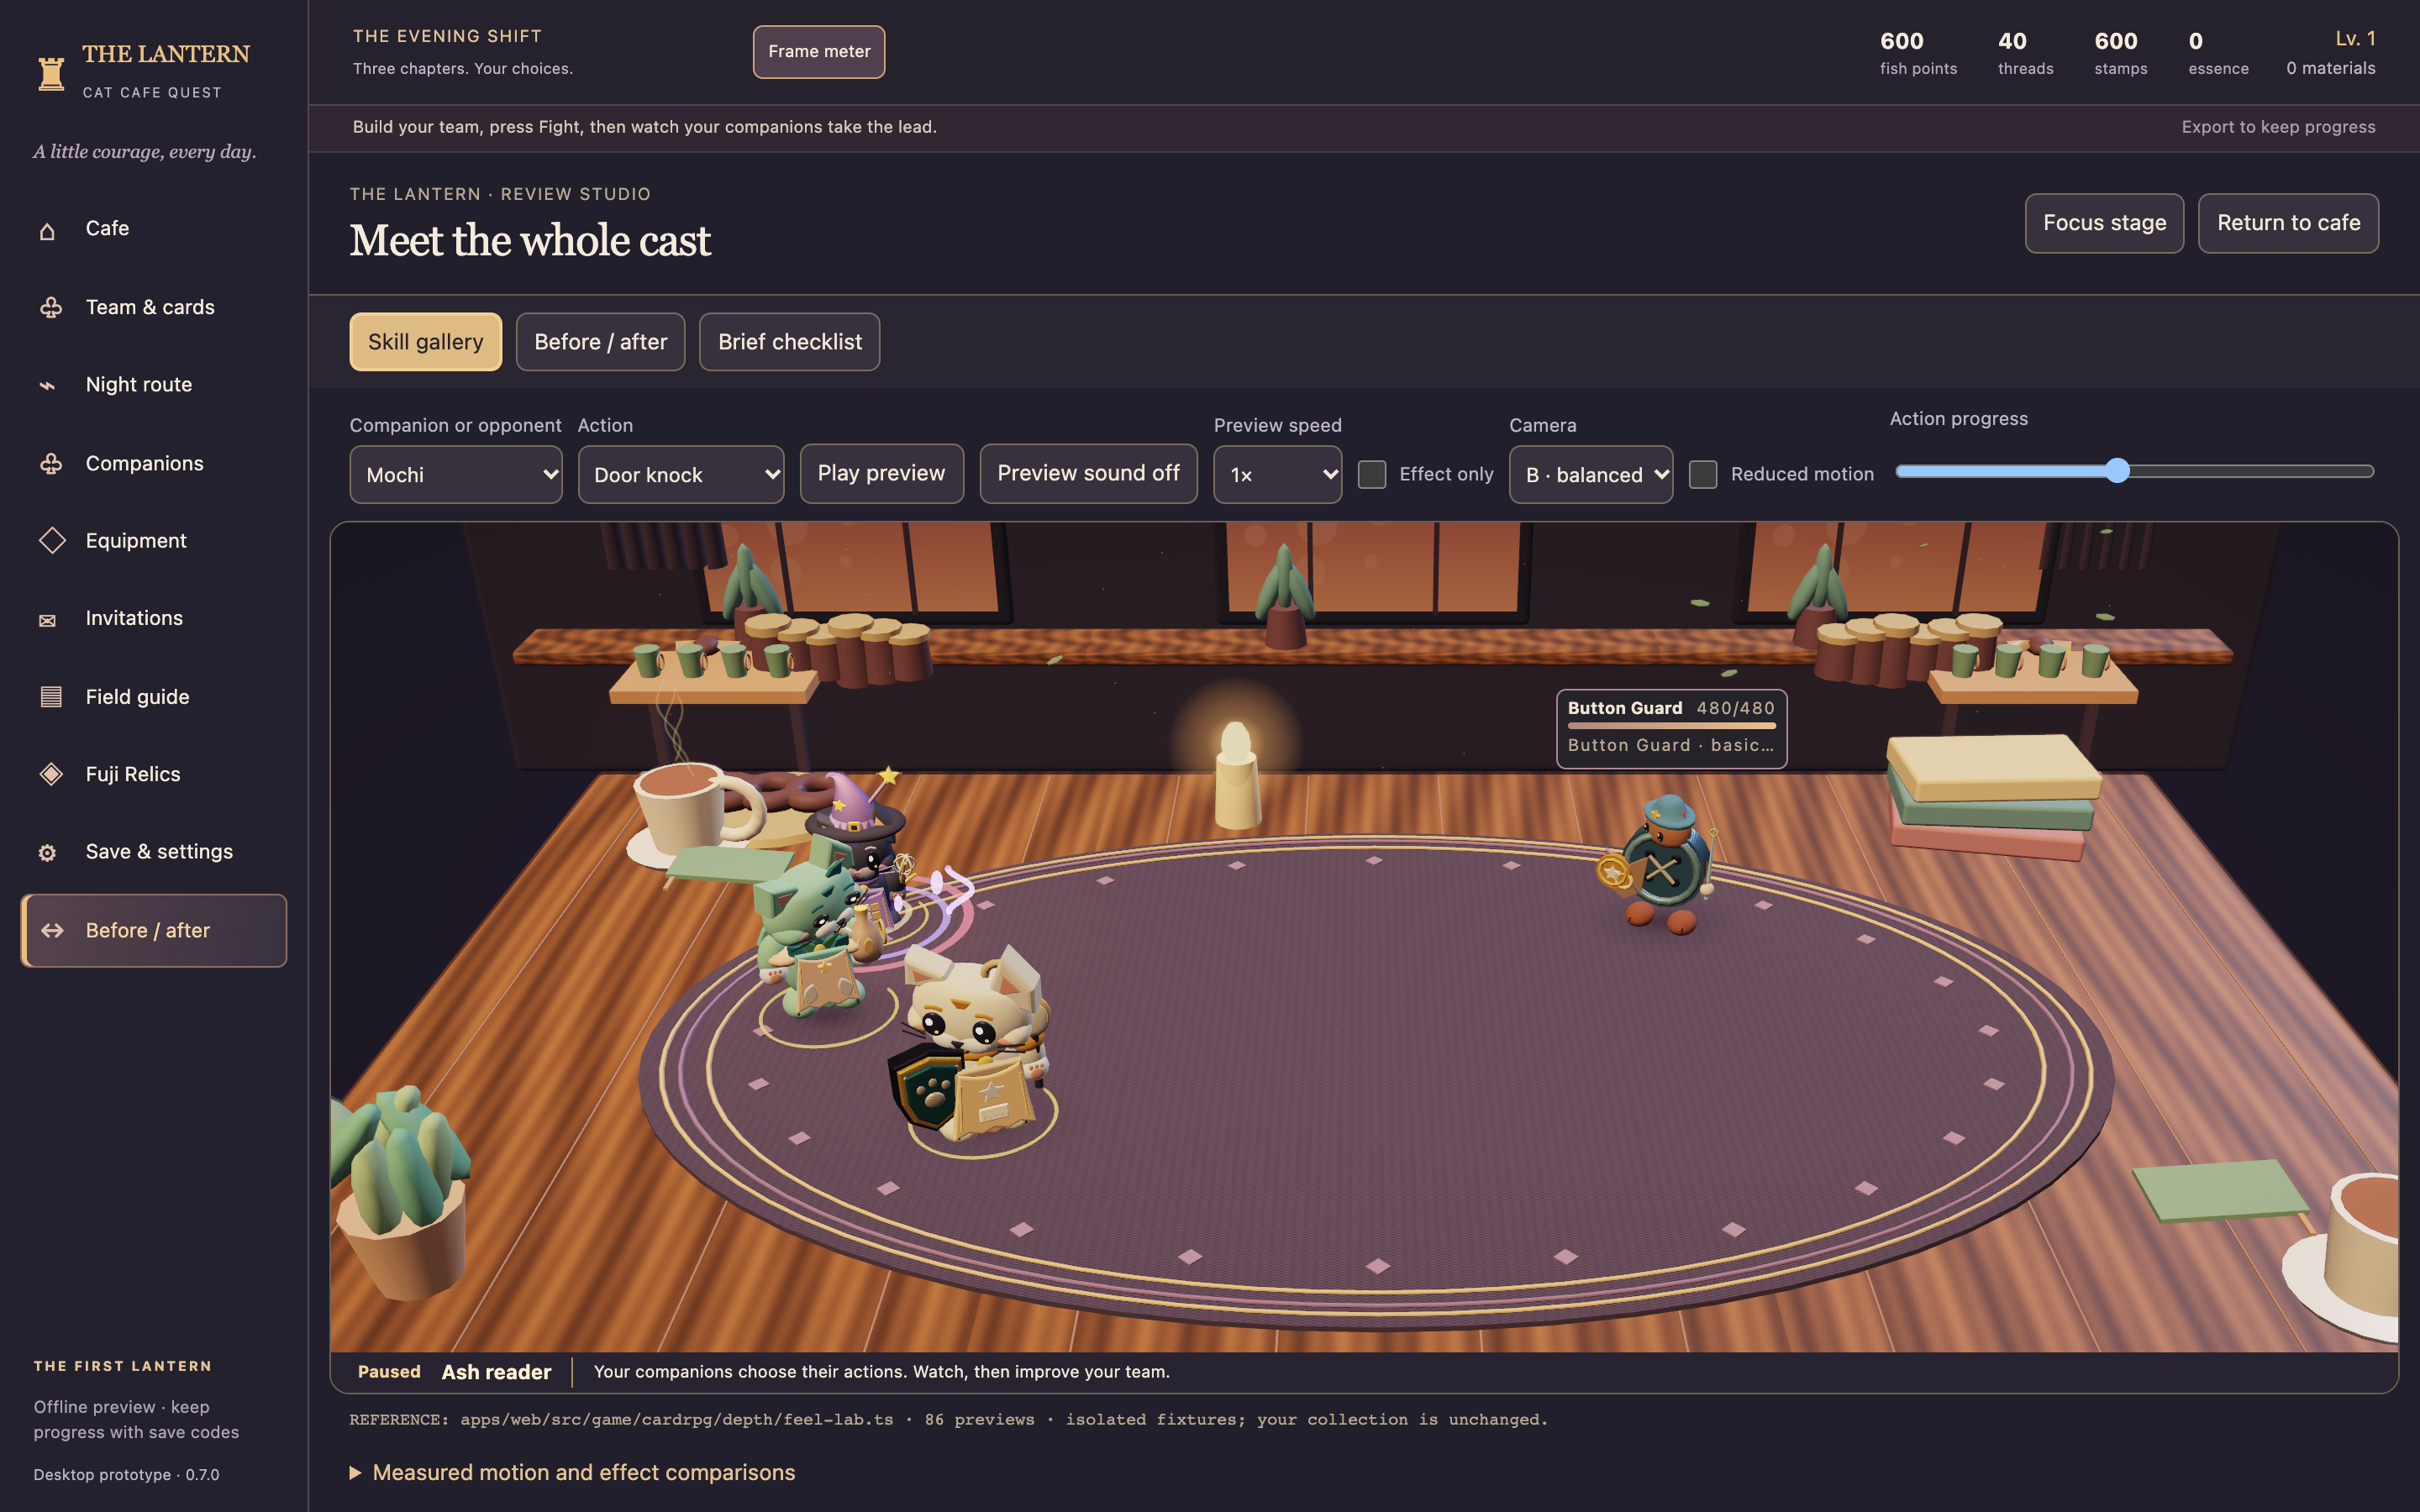 THE LANTERN
CAT CAFE QUEST
A little courage, every day.
Cafe
Team & cards
Night route
Companions
Equipment
Invitations
Field guide
Fuji Relics
Save & settings
Before / after
THE FIRST LANTERN
Offline preview · keep
progress with save codes
Desktop prototype · 0.7.0
THE EVENING SHIFT
Three chapters. Your choices.
Frame meter
600 fish points
40 threads
600 stamps
0 essence
Lv. 1
0 materials
Build your team, press Fight, then watch your companions take the lead.
Export to keep progress
THE LANTERN · REVIEW STUDIO
Meet the whole cast
Focus stage
Return to cafe
Skill gallery
Before / after
Brief checklist
Companion or opponent
Mochi
Action
Door knock
Play preview
Preview sound off
Preview speed
1×
Effect only
Camera
B · balanced
Reduced motion
Action progress
Button Guard 480/480
Button Guard · basic…
Paused Ash reader Your companions choose their actions. Watch, then improve your team.
REFERENCE: apps/web/src/game/cardrpg/depth/feel-lab.ts · 86 previews · isolated fixtures; your collection is unchanged.
Measured motion and effect comparisons